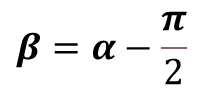 β = α − π/2